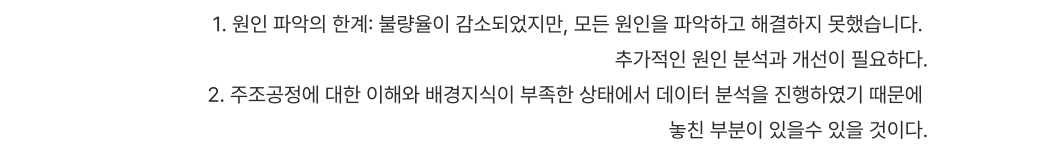 1. 원인 파악의 한계: 불량율이 감소되었지만, 모든 원인을 파악하고 해결하지 못했습니다.
추가적인 원인 분석과 개선이 필요하다.
2. 주조공정에 대한 이해와 배경지식이 부족한 상태에서 데이터 분석을 진행하였기 때문에
놓친 부분이 있을수 있을 것이다.